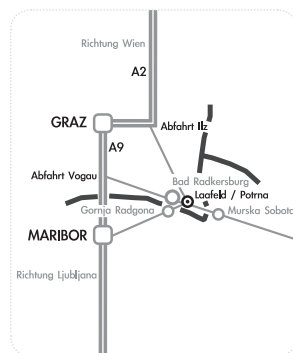 Richtung Wien
A2
GRAZ
Abfahrt Ilz
A9
Abfahrt Vogau
Bad Radkersburg
Laafeld / Potrna
Gornja Radgona
Murska Sobota
MARIBOR
Richtung Ljubljana